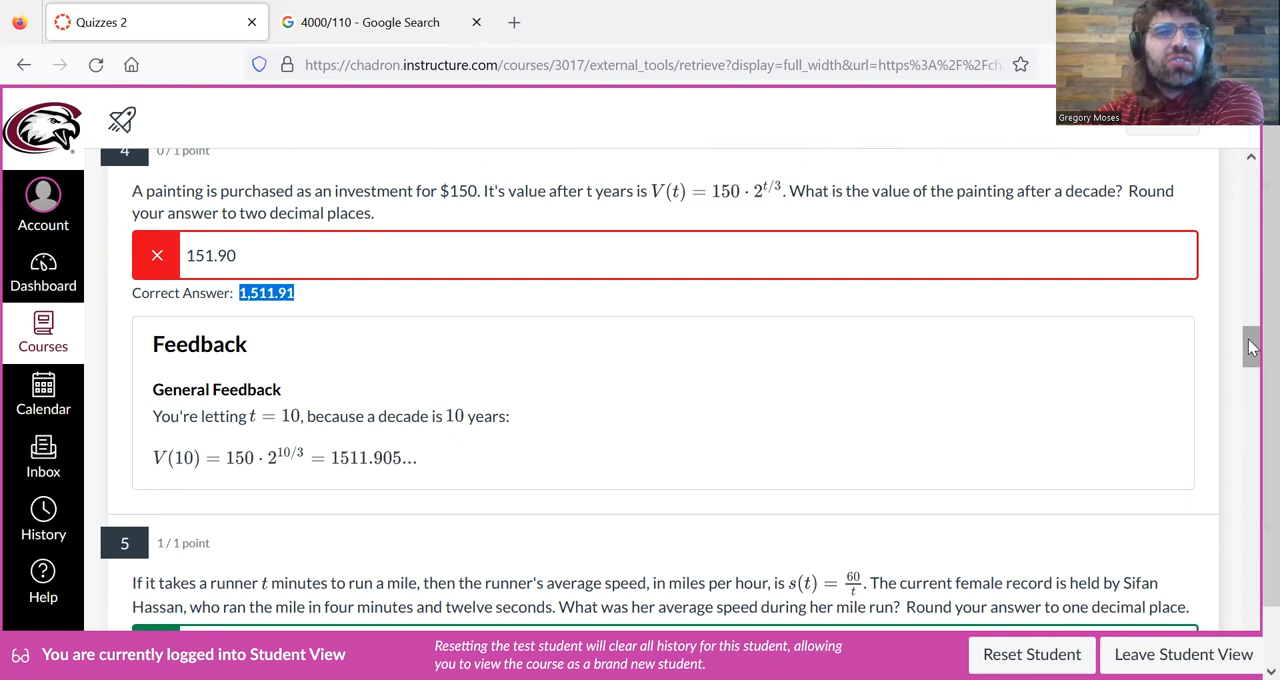 Quizzes 2
4000/110 - Google Search
https://chadron.instructure.com/courses/3017/external_tools/retrieve?display=full_width&url=https%3A%2F%2Fch
Gregory Moses
Account
Dashboard
Courses
Calendar
Inbox
History
Help
4 0 / 1 point
A painting is purchased as an investment for $150. It's value after t years is V(t) = 150 · 2^{t/3}. What is the value of the painting after a decade? Round
your answer to two decimal places.
151.90
Correct Answer: 1,511.91
Feedback
General Feedback
You're letting t = 10, because a decade is 10 years:
V(10) = 150 · 2^{10/3} = 1511.905...
5 1 / 1 point
If it takes a runner t minutes to run a mile, then the runner's average speed, in miles per hour, is s(t) = 60/t. The current female record is held by Sifan
Hassan, who ran the mile in four minutes and twelve seconds. What was her average speed during her mile run? Round your answer to one decimal place.
You are currently logged into Student View
Resetting the test student will clear all history for this student, allowing
you to view the course as a brand new student.
Reset Student
Leave Student View